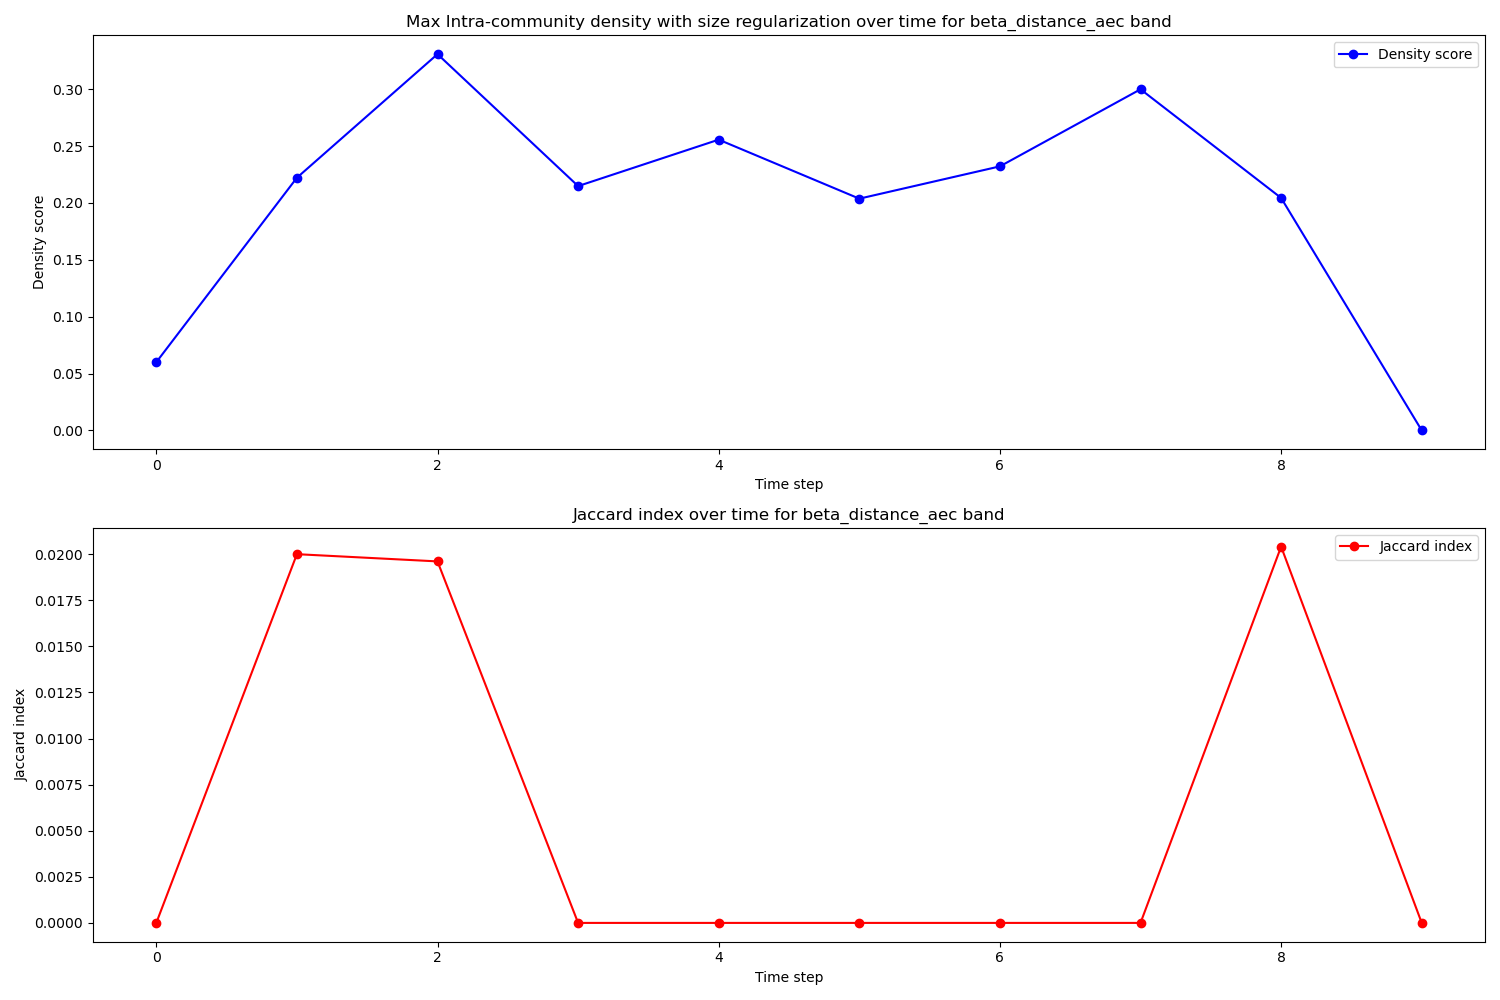 Max Intra-community density with size regularization over time for beta_distance_aec band
Density score
0.30
0.25
0.20
0.15
0.10
0.05
0.00
Density score
0 2 4 6 8
Time step
Jaccard index over time for beta_distance_aec band
Jaccard index
0.0200
0.0175
0.0150
0.0125
0.0100
0.0075
0.0050
0.0025
0.0000
Jaccard index
0 2 4 6 8
Time step